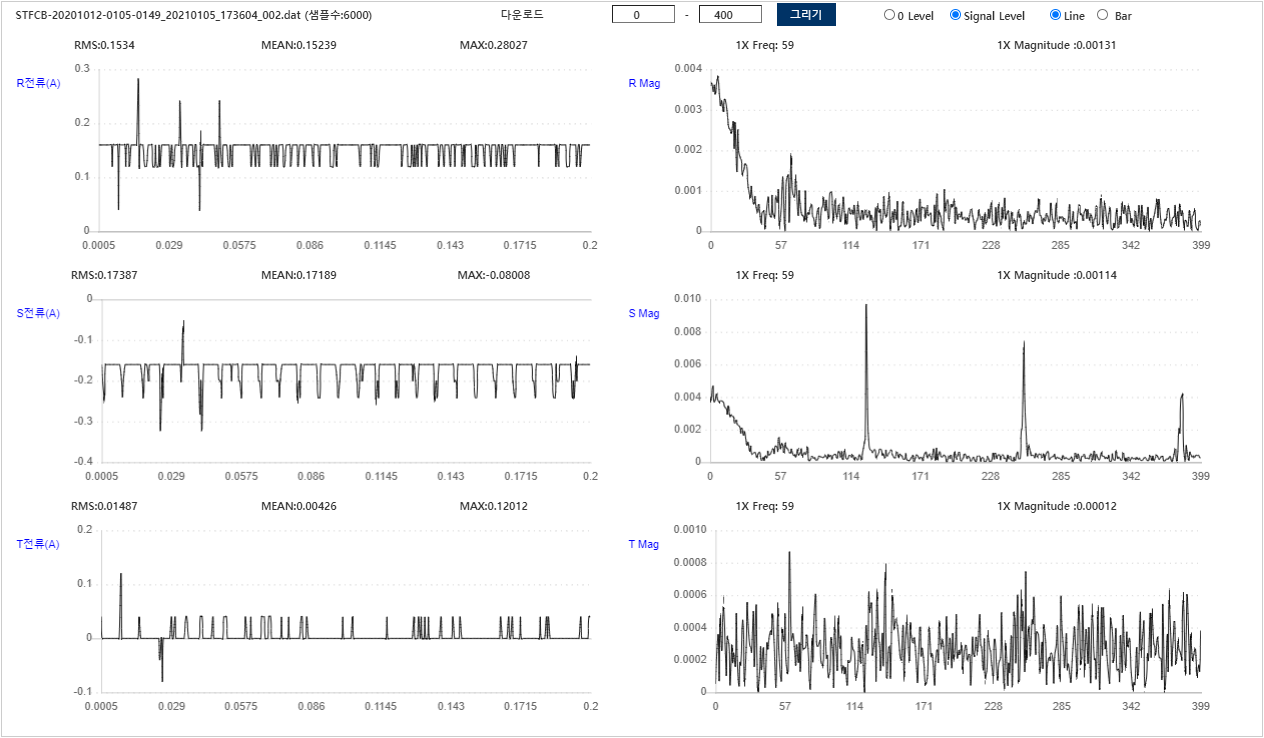 STFCB-20201012-0105-0149_20210105_173604_002.dat (샘플수:6000) 다운로드 0 - 400 그리기 0 Level Signal Level Line Bar
RMS:0.1534 MEAN:0.15239 MAX:0.28027 1X Freq: 59 1X Magnitude :0.00131
R전류(A)
0.3
0.2
0.1
0
0.0005 0.029 0.0575 0.086 0.1145 0.143 0.1715 0.2
R Mag
0.004
0.003
0.002
0.001
0
0 57 114 171 228 285 342 399
RMS:0.17387 MEAN:0.17189 MAX:-0.08008 1X Freq: 59 1X Magnitude :0.00114
S전류(A)
0
-0.1
-0.2
-0.3
-0.4
0.0005 0.029 0.0575 0.086 0.1145 0.143 0.1715 0.2
S Mag
0.010
0.008
0.006
0.004
0.002
0
0 57 114 171 228 285 342 399
RMS:0.01487 MEAN:0.00426 MAX:0.12012 1X Freq: 59 1X Magnitude :0.00012
T전류(A)
0.2
0.1
0
-0.1
0.0005 0.029 0.0575 0.086 0.1145 0.143 0.1715 0.2
T Mag
0.0010
0.0008
0.0006
0.0004
0.0002
0
0 57 114 171 228 285 342 399